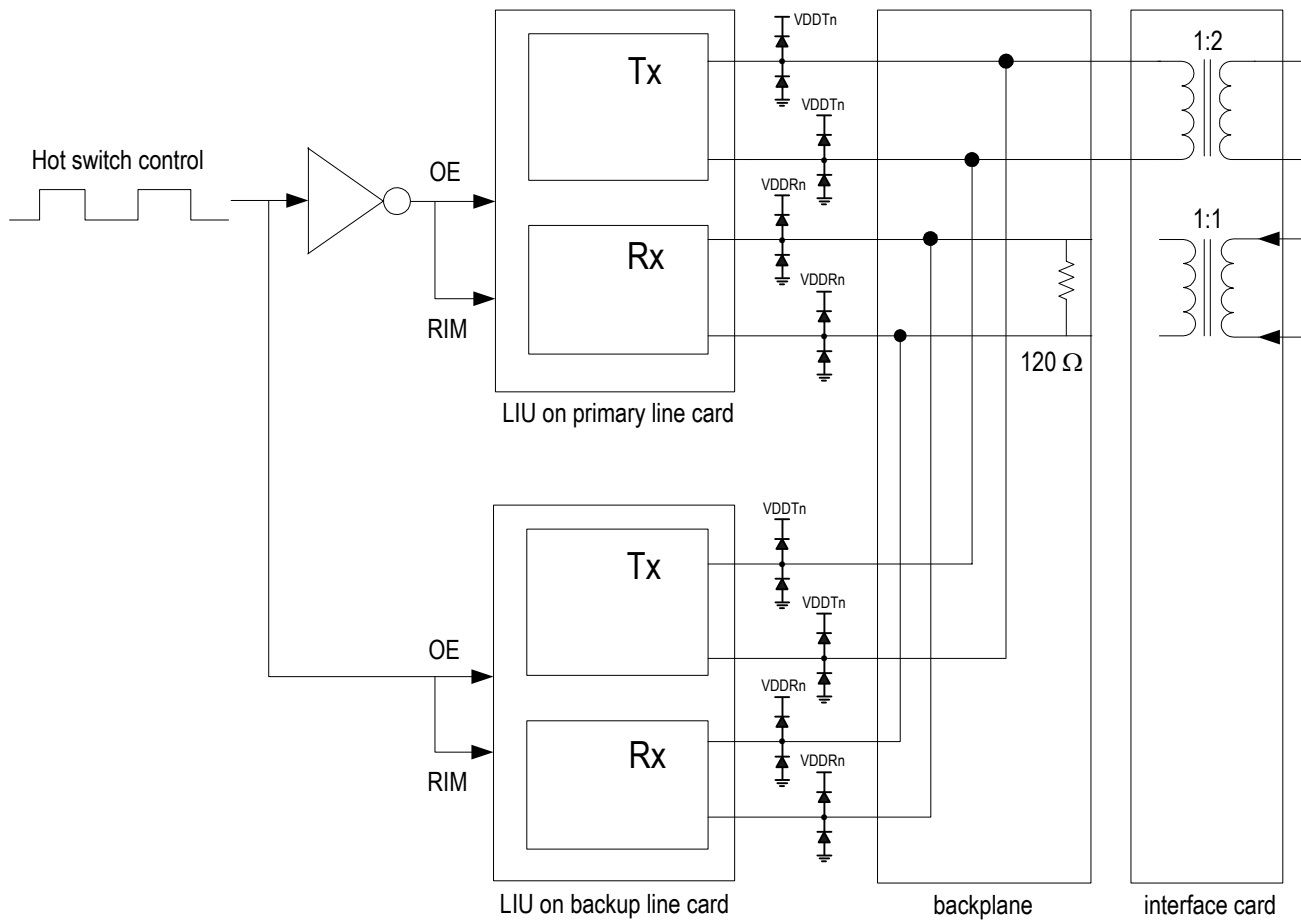 VDDTn
Tx
1:2
VDDTn
Hot switch control
OE
VDDRn
Rx
1:1
VDDRn
RIM
120 Ω
LIU on primary line card
VDDTn
Tx
VDDTn
OE
VDDRn
Rx
VDDRn
RIM
LIU on backup line card
backplane
interface card